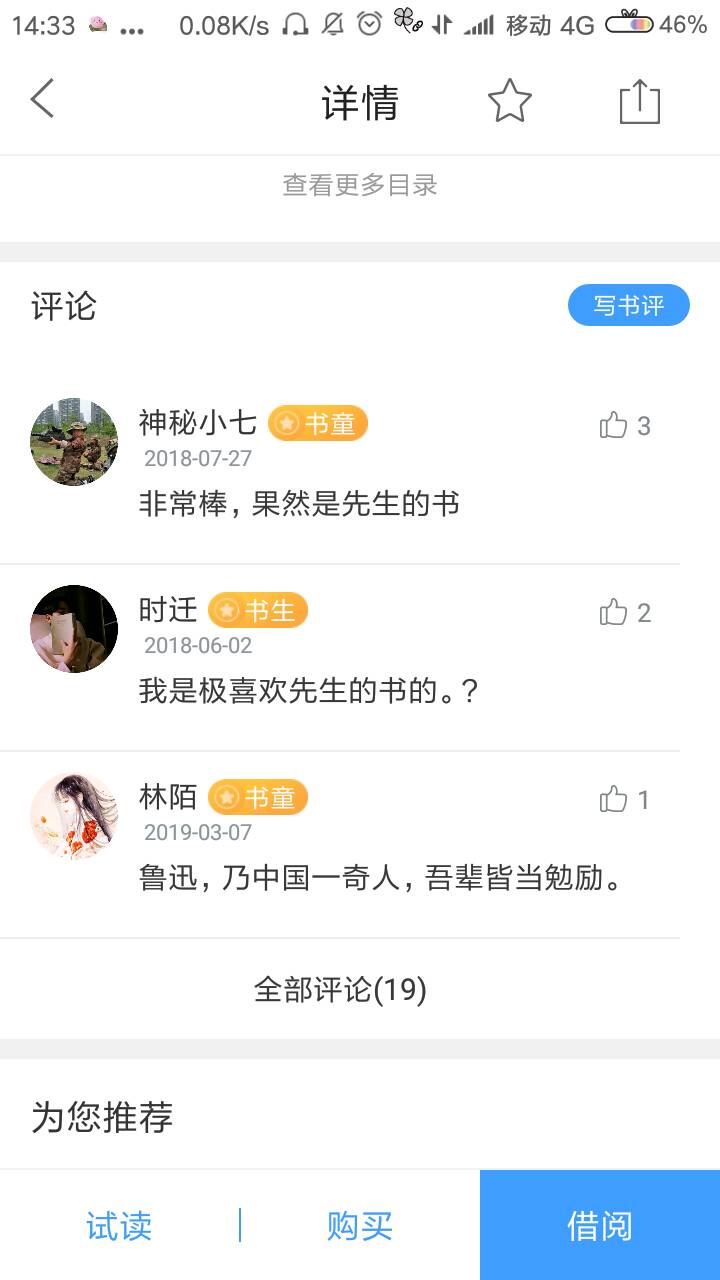 14:33 ... 0.08K/s 移动 4G 46%
详情
查看更多目录
评论
写书评
神秘小七 书童 3
2018-07-27
非常棒，果然是先生的书
时迁 书生 2
2018-06-02
我是极喜欢先生的书的。？
林陌 书童 1
2019-03-07
鲁迅，乃中国一奇人，吾辈皆当勉励。
全部评论(19)
为您推荐
试读 购买 借阅